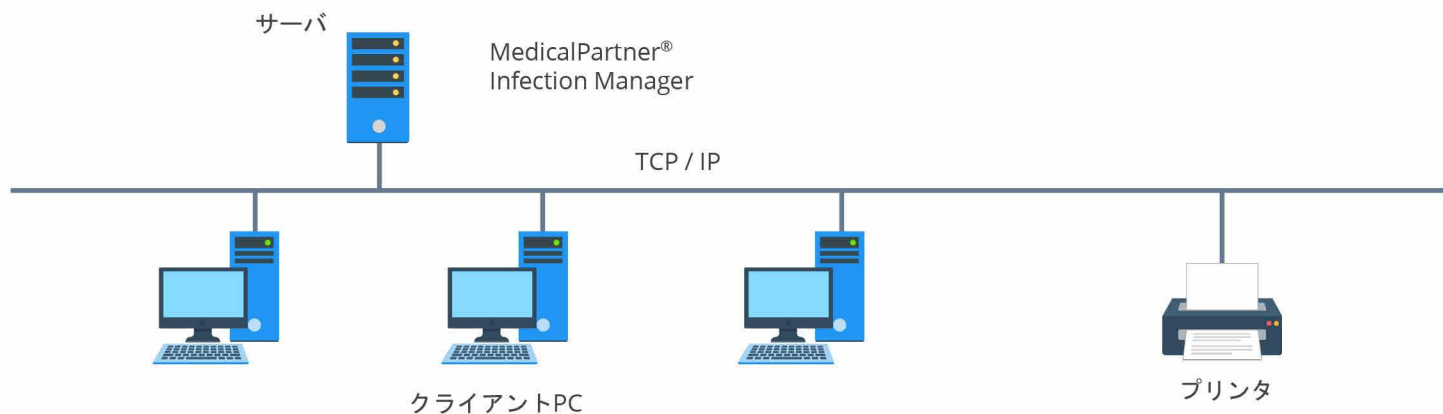 サーバ
MedicalPartner®
Infection Manager
TCP / IP
クライアントPC
プリンタ